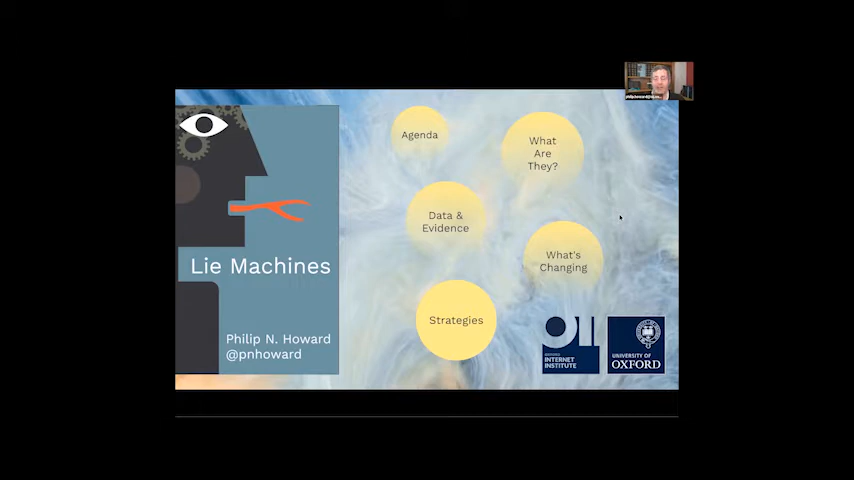 Agenda
What
Are
They?
Data &
Evidence
What's
Changing
Strategies
Lie Machines
Philip N. Howard
@pnhoward
OII
INTERNET
INSTITUTE
UNIVERSITY OF
OXFORD